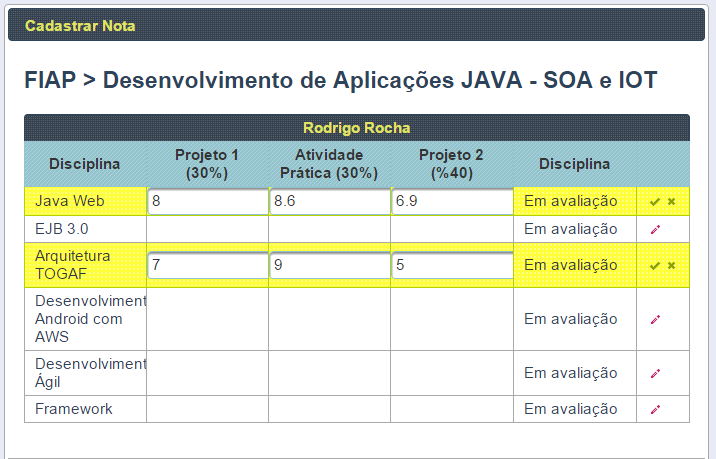 Cadastrar Nota
FIAP > Desenvolvimento de Aplicações JAVA - SOA e IOT
Rodrigo Rocha
Disciplina Projeto 1 (30%) Atividade Prática (30%) Projeto 2 (%40) Disciplina
Java Web 8 8.6 6.9 Em avaliação
EJB 3.0 Em avaliação
Arquitetura TOGAF 7 9 5 Em avaliação
Desenvolviment Android com AWS Em avaliação
Desenvolviment Ágil Em avaliação
Framework Em avaliação